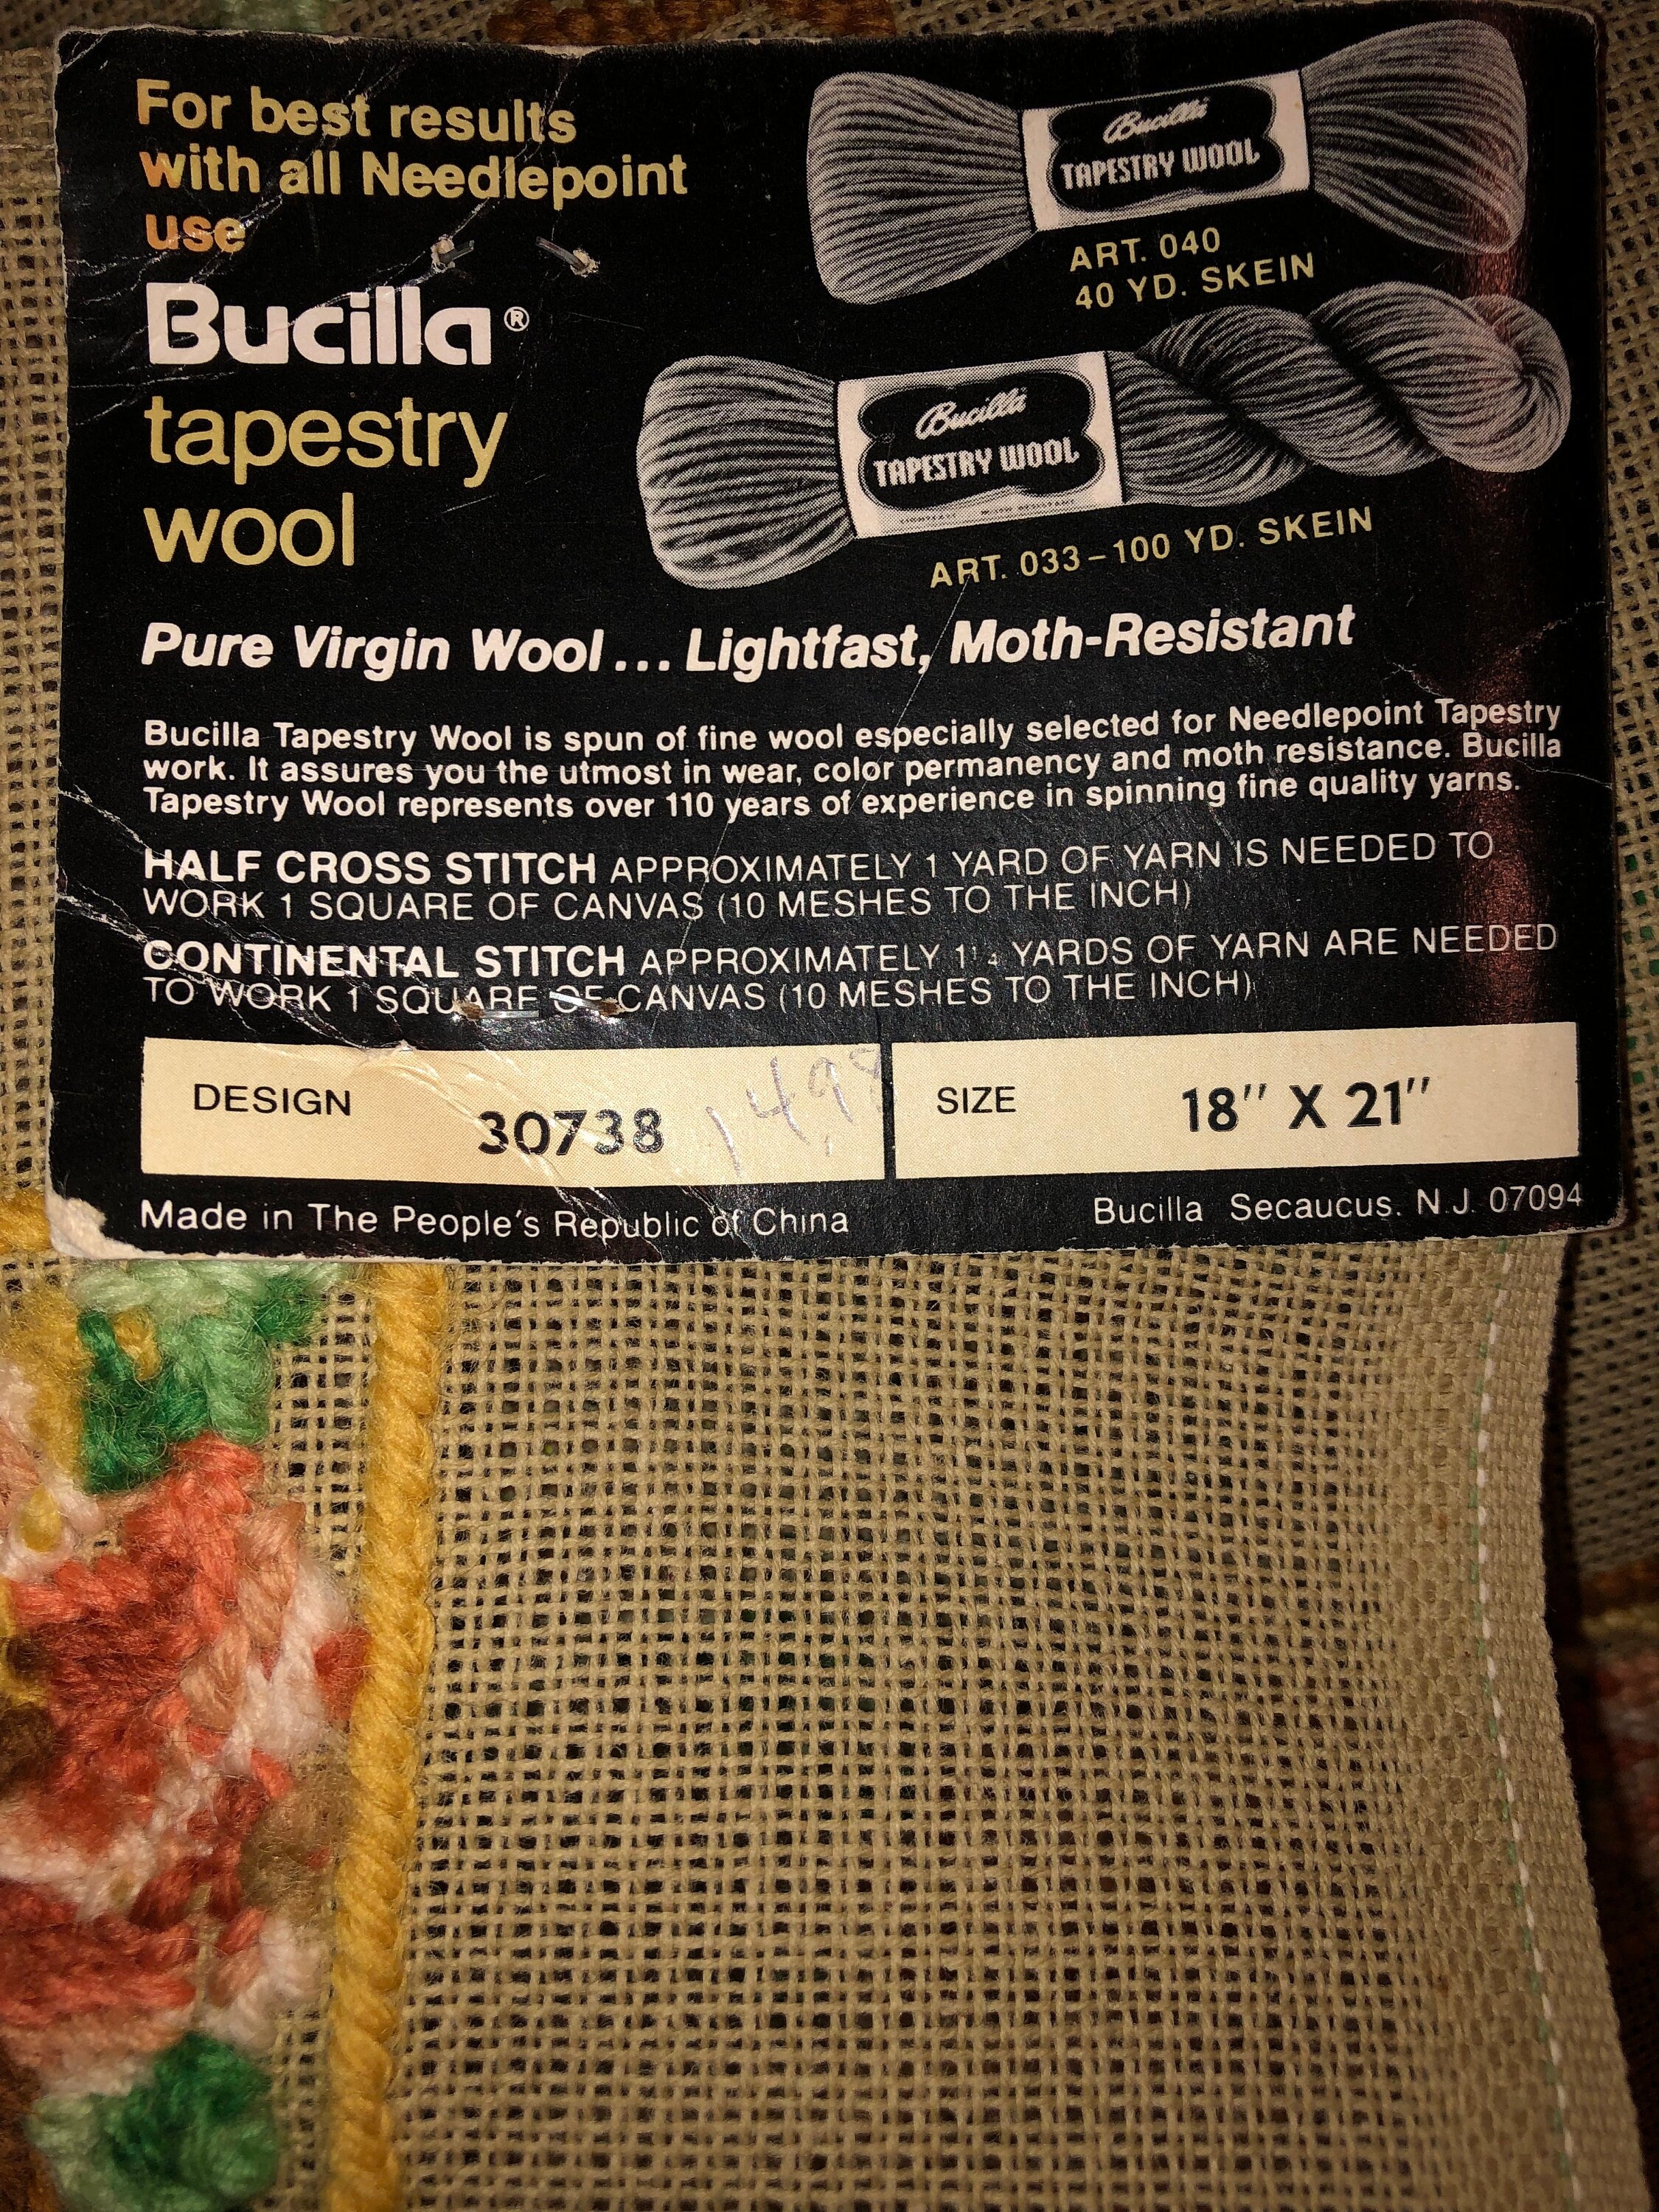 For best results
with all Needlepoint
use
Bucilla®
tapestry
wool
Bucilla
TAPESTRY WOOL
ART. 040
40 YD. SKEIN
Bucilla
TAPESTRY WOOL
ART. 033-100 YD. SKEIN
Pure Virgin Wool... Lightfast, Moth-Resistant
Bucilla Tapestry Wool is spun of fine wool especially selected for Needlepoint Tapestry
work. It assures you the utmost in wear, color permanency and moth resistance. Bucilla
Tapestry Wool represents over 110 years of experience in spinning fine quality yarns.
HALF CROSS STITCH APPROXIMATELY 1 YARD OF YARN IS NEEDED TO
WORK 1 SQUARE OF CANVAS (10 MESHES TO THE INCH)
CONTINENTAL STITCH APPROXIMATELY 1 1/4 YARDS OF YARN ARE NEEDED
TO WORK 1 SQUARE OF CANVAS (10 MESHES TO THE INCH)
DESIGN 30738 14,98
SIZE 18" X 21"
Made in The People's Republic of China
Bucilla Secaucus. N.J. 07094